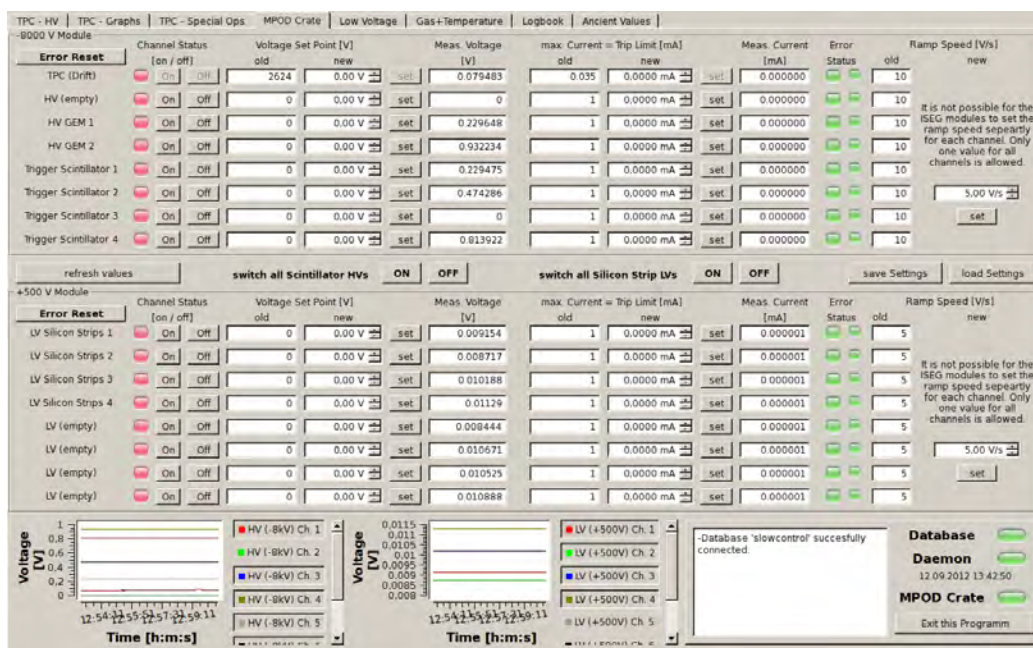 TPC - HV TPC - Graphs TPC - Special Ops MPOD Crate Low Voltage Gas+Temperature Logbook Ancient Values
-8000 V Module
Channel Status Voltage Set Point [V] Meas. Voltage max. Current = Trip Limit [mA] Meas. Current Error Ramp Speed [V/s]
Error Reset [on / off] old new [V] old new [mA] Status old new
TPC (Drift) On Off 2624 0.00 V set 0.079483 0.035 0,0000 mA set 0.000000 10
HV (empty) On Off 0 0.00 V set 0 1 0,0000 mA set 0.000000 10
HV GEM 1 On Off 0 0.00 V set 0.229648 1 0,0000 mA set 0.000000 10
HV GEM 2 On Off 0 0.00 V set 0.932234 1 0,0000 mA set 0.000000 10
Trigger Scintillator 1 On Off 0 0.00 V set 0.229475 1 0,0000 mA set 0.000000 10
Trigger Scintillator 2 On Off 0 0.00 V set 0.474286 1 0,0000 mA set 0.000000 10
Trigger Scintillator 3 On Off 0 0.00 V set 0 1 0,0000 mA set 0.000000 10
Trigger Scintillator 4 On Off 0 0.00 V set 0.813922 1 0,0000 mA set 0.000000 10
It is not possible for the
ISEG modules to set the
ramp speed sepeartly
for each channel. Only
one value for all
channels is allowed.
5.00 V/s
set
refresh values switch all Scintillator HVs ON OFF switch all Silicon Strip LVs ON OFF save Settings load Settings
+500 V Module
Channel Status Voltage Set Point [V] Meas. Voltage max. Current = Trip Limit [mA] Meas. Current Error Ramp Speed [V/s]
Error Reset [on / off] old new [V] old new [mA] Status old new
LV Silicon Strips 1 On Off 0 0.00 V set 0.009154 1 0,0000 mA set 0.000001 5
LV Silicon Strips 2 On Off 0 0.00 V set 0.008717 1 0,0000 mA set 0.000001 5
LV Silicon Strips 3 On Off 0 0.00 V set 0.010188 1 0,0000 mA set 0.000001 5
LV Silicon Strips 4 On Off 0 0.00 V set 0.01129 1 0,0000 mA set 0.000001 5
LV (empty) On Off 0 0.00 V set 0.008444 1 0,0000 mA set 0.000001 5
LV (empty) On Off 0 0.00 V set 0.010671 1 0,0000 mA set 0.000001 5
LV (empty) On Off 0 0.00 V set 0.010525 1 0,0000 mA set 0.000001 5
LV (empty) On Off 0 0.00 V set 0.010888 1 0,0000 mA set 0.000001 5
It is not possible for the
ISEG modules to set the
ramp speed sepeartly
for each channel. Only
one value for all
channels is allowed.
5.00 V/s
set
Voltage
[V]
1
0.8
0.6
0.4
0.2
0
Time [h:m:s]
HV (-8kV) Ch. 1
HV (-8kV) Ch. 2
HV (-8kV) Ch. 3
HV (-8kV) Ch. 4
HV (-8kV) Ch. 5
Voltage
[V]
0,0115
0,011
0,0105
0,01
0,0095
0,009
0,0085
0,008
Time [h:m:s]
LV (+500V) Ch. 1
LV (+500V) Ch. 2
LV (+500V) Ch. 3
LV (+500V) Ch. 4
LV (+500V) Ch. 5
-Database 'slowcontrol' succesfully
connected.
Database
Daemon
12.09.2012 13:42:50
MPOD Crate
Exit this Programm